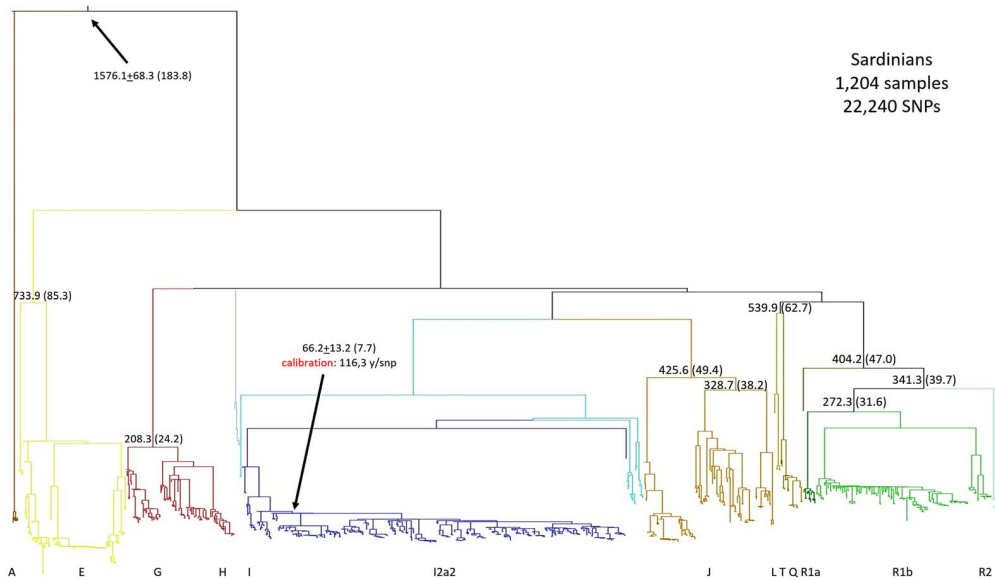 1576.1±68.3 (183.8)
Sardinians
1,204 samples
22,240 SNPs
733.9 (85.3)
539.9 (62.7)
66.2±13.2 (7.7)
calibration: 116,3 y/snp
404.2 (47.0)
425.6 (49.4)
341.3 (39.7)
328.7 (38.2)
272.3 (31.6)
208.3 (24.2)
A E G H I I2a2 J L T Q R1a R1b R2